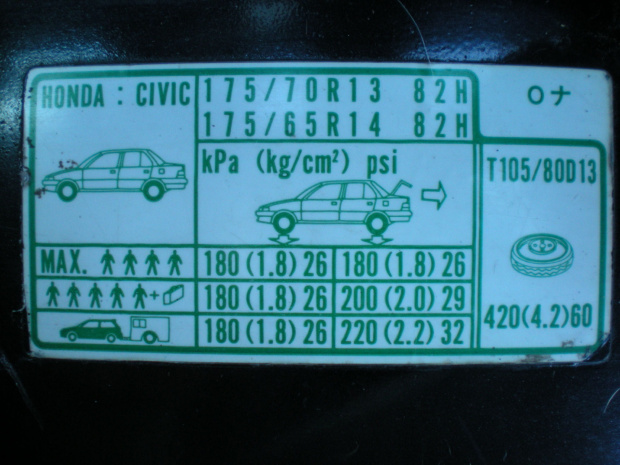 HONDA : CIVIC
175/70R13 82H
175/65R14 82H
Oナ
kPa (kg/cm²) psi
T105/80D13
MAX. 180 (1.8) 26 180 (1.8) 26
+ 180 (1.8) 26 200 (2.0) 29
180 (1.8) 26 220 (2.2) 32
420(4.2)60